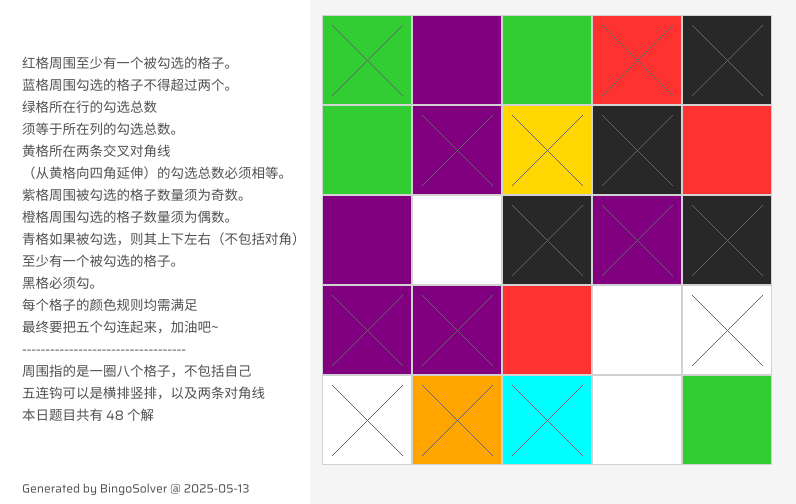 红格周围至少有一个被勾选的格子。
蓝格周围勾选的格子不得超过两个。
绿格所在行的勾选总数
须等于所在列的勾选总数。
黄格所在两条交叉对角线
（从黄格向四角延伸）的勾选总数必须相等。
紫格周围被勾选的格子数量须为奇数。
橙格周围勾选的格子数量须为偶数。
青格如果被勾选，则其上下左右（不包括对角）
至少有一个被勾选的格子。
黑格必须勾。
每个格子的颜色规则均需满足
最终要把五个勾连起来，加油吧~
-----------------------------------
周围指的是一圈八个格子，不包括自己
五连钩可以是横排竖排，以及两条对角线
本日题目共有 48 个解
Generated by BingoSolver @ 2025-05-13